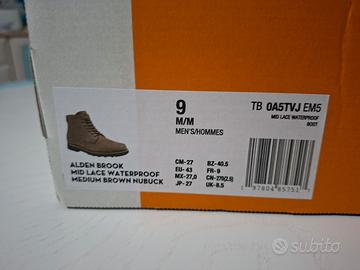 9
M/M
MEN'S/HOMMES
TB 0A5TVJ EM5
MID LACE WATERPROOF
BOOT
ALDEN BROOK
MID LACE WATERPROOF
MEDIUM BROWN NUBUCK
CM-27 BZ-40.5
EU-43 FR-9
MX-27,0 CN-270(2.5)
JP-27 UK-8.5
subito